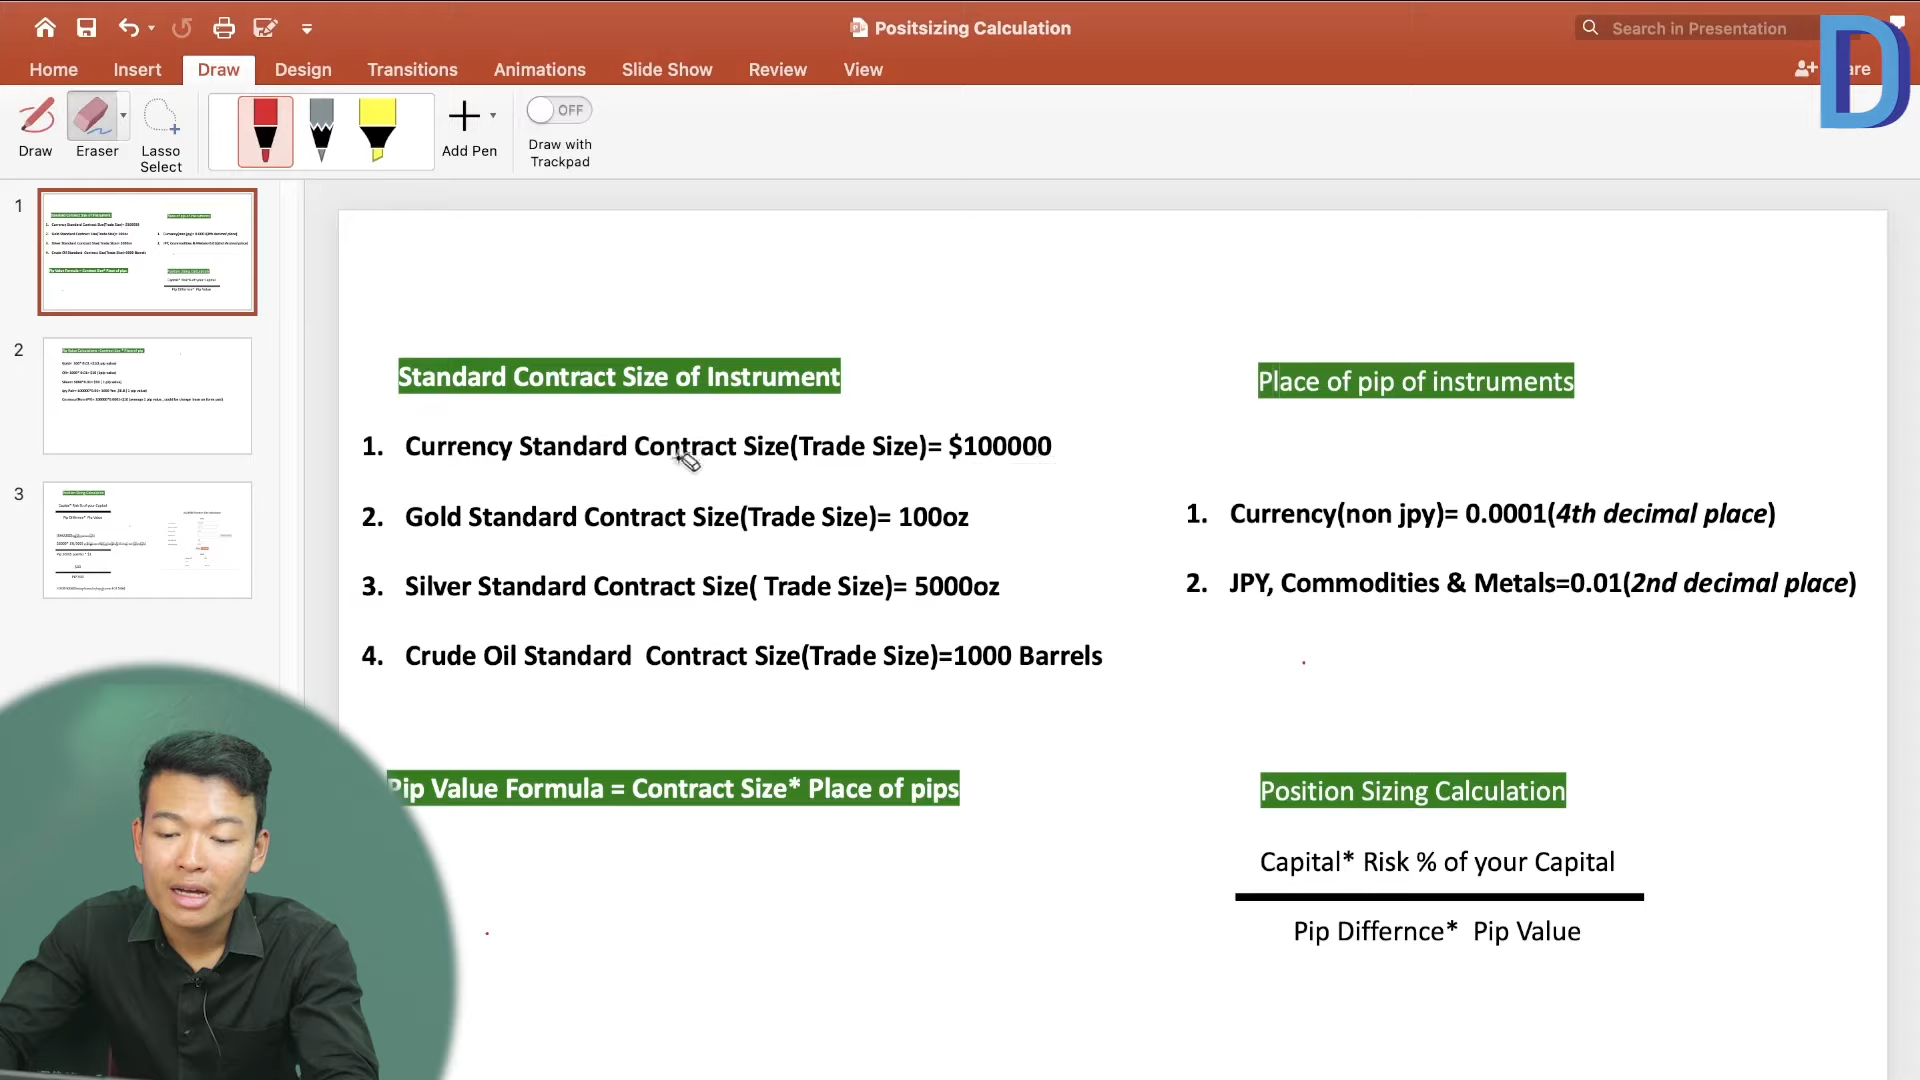 Positsizing Calculation
Search in Presentation
Home Insert Draw Design Transitions Animations Slide Show Review View
are
D
Draw Eraser Lasso Select Add Pen OFF Draw with Trackpad
1
2
3
Standard Contract Size of Instrument
1. Currency Standard Contract Size(Trade Size)= $100000
2. Gold Standard Contract Size(Trade Size)= 100oz
3. Silver Standard Contract Size( Trade Size)= 5000oz
4. Crude Oil Standard Contract Size(Trade Size)=1000 Barrels
Place of pip of instruments
1. Currency(non jpy)= 0.0001(4th decimal place)
2. JPY, Commodities & Metals=0.01(2nd decimal place)
Pip Value Formula = Contract Size* Place of pips
Position Sizing Calculation
Capital* Risk % of your Capital
Pip Differnce* Pip Value